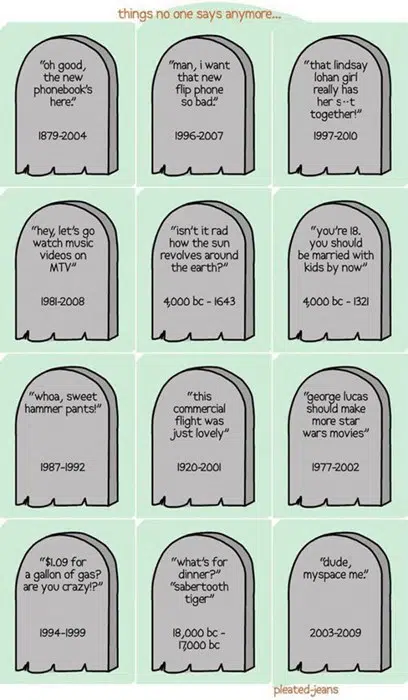 things no one says anymore...
"oh good,
the new
phonebook's
here."
1879-2004
"man, i want
that new
flip phone
so bad."
1996-2007
"that lindsay
lohan girl
really has
her s--t
together!"
1997-2010
"hey, let's go
watch music
videos on
MTV"
1981-2008
"isn't it rad
how the sun
revolves around
the earth?"
4,000 bc - 1643
"you're 18.
you should
be married with
kids by now"
4,000 bc - 1321
"whoa, sweet
hammer pants!"
1987-1992
"this
commercial
flight was
just lovely"
1920-2001
"george lucas
should make
more star
wars movies"
1977-2002
"$1.09 for
a gallon of gas?
are you crazy!?"
1994-1999
"what's for
dinner?"
"sabertooth
tiger"
18,000 bc -
17,000 bc
"dude,
myspace me."
2003-2009
pleated-jeans